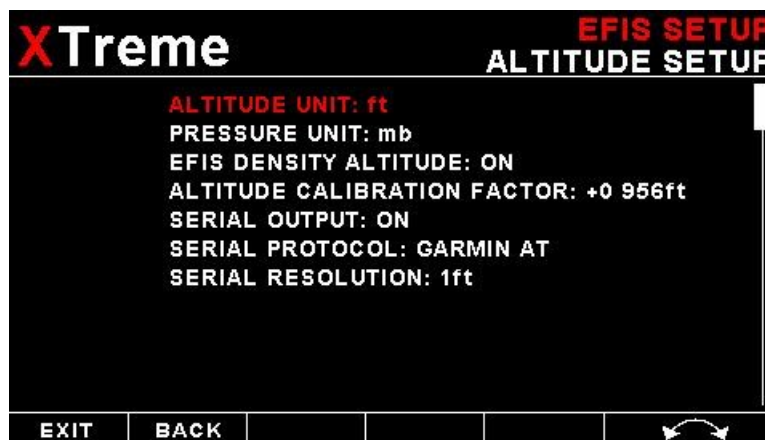 XTreme
EFIS SETUP
ALTITUDE SETUP
ALTITUDE UNIT: ft
PRESSURE UNIT: mb
EFIS DENSITY ALTITUDE: ON
ALTITUDE CALIBRATION FACTOR: +0 956ft
SERIAL OUTPUT: ON
SERIAL PROTOCOL: GARMIN AT
SERIAL RESOLUTION: 1ft
EXIT BACK